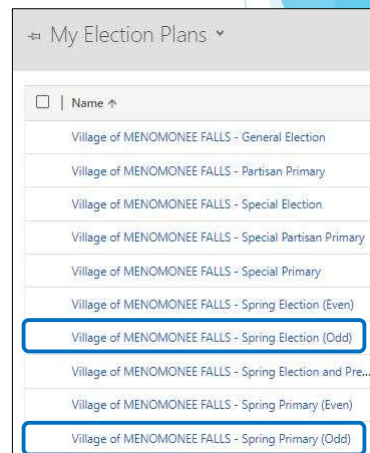 My Election Plans
Name ↑
Village of MENOMONEE FALLS - General Election
Village of MENOMONEE FALLS - Partisan Primary
Village of MENOMONEE FALLS - Special Election
Village of MENOMONEE FALLS - Special Partisan Primary
Village of MENOMONEE FALLS - Special Primary
Village of MENOMONEE FALLS - Spring Election (Even)
Village of MENOMONEE FALLS - Spring Election (Odd)
Village of MENOMONEE FALLS - Spring Election and Pre...
Village of MENOMONEE FALLS - Spring Primary (Even)
Village of MENOMONEE FALLS - Spring Primary (Odd)